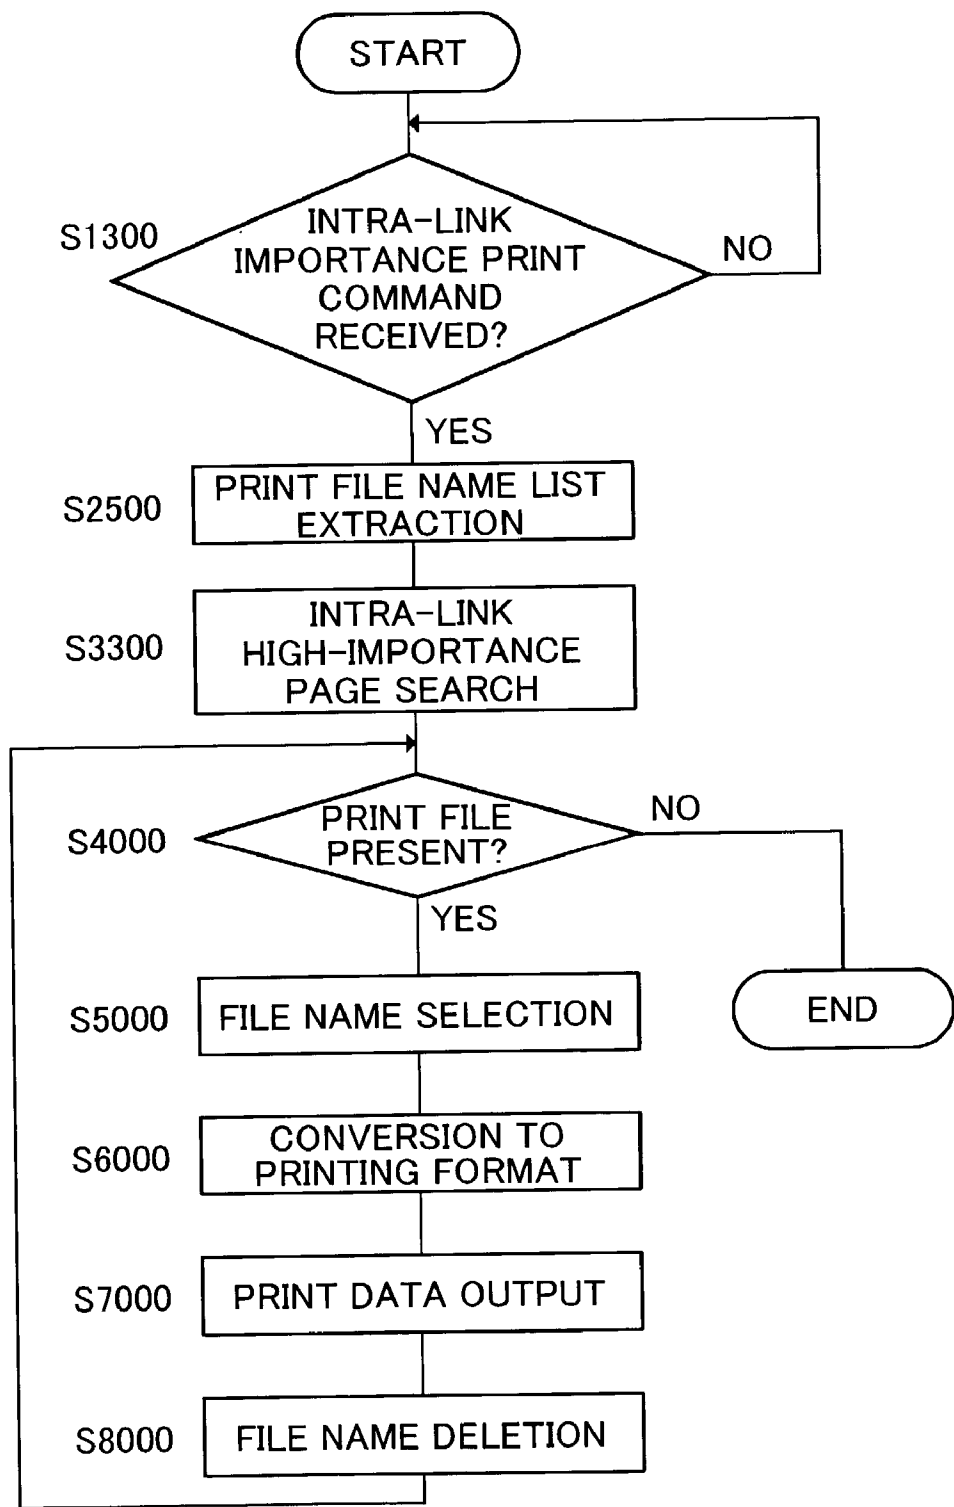 START
S1300
INTRA-LINK
IMPORTANCE PRINT
COMMAND
RECEIVED?
NO
YES
S2500
PRINT FILE NAME LIST
EXTRACTION
S3300
INTRA-LINK
HIGH-IMPORTANCE
PAGE SEARCH
S4000
PRINT FILE
PRESENT?
NO
YES
S5000
FILE NAME SELECTION
END
S6000
CONVERSION TO
PRINTING FORMAT
S7000
PRINT DATA OUTPUT
S8000
FILE NAME DELETION